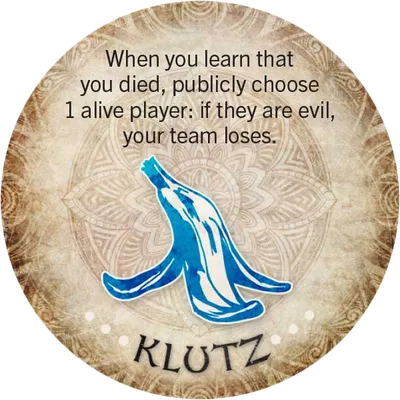 When you learn that
you died, publicly choose
1 alive player: if they are evil,
your team loses.
KLUTZ